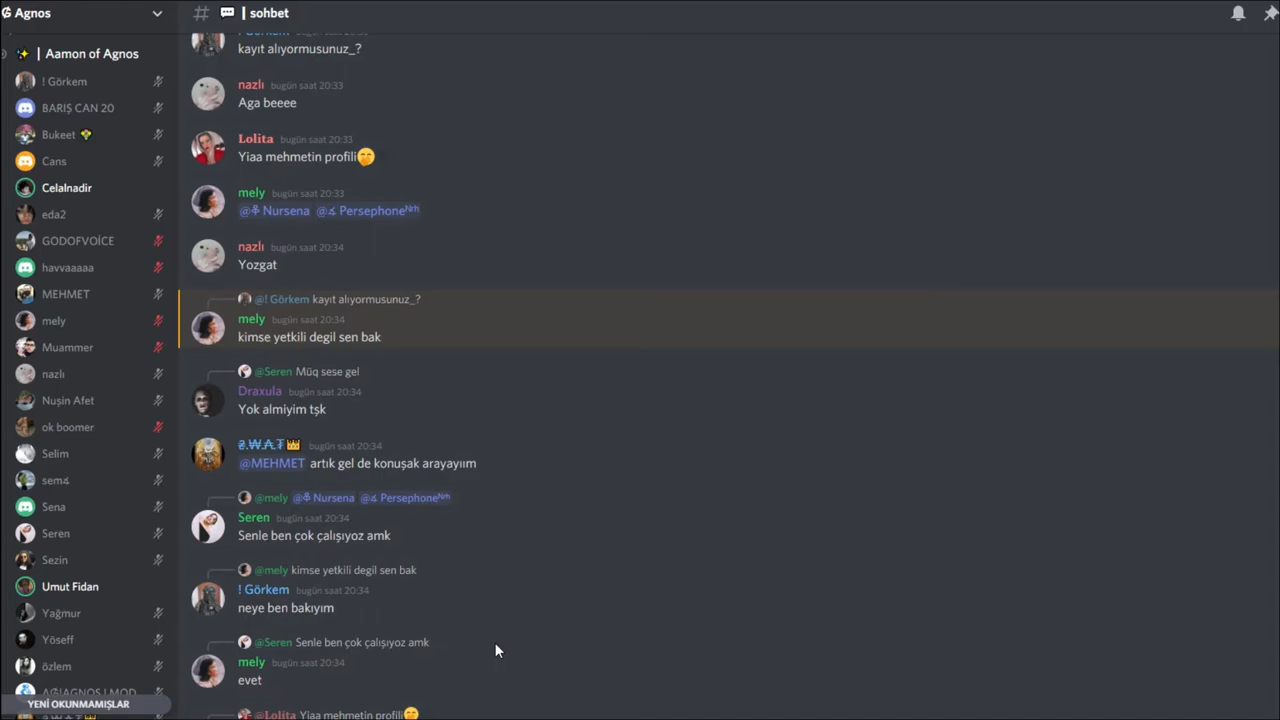 Agnos
| Aamon of Agnos
! Görkem
BARIŞ CAN 20
Bukeet
Cans
Celalnadir
eda2
GODOFVOİCE
havvaaaaa
MEHMET
mely
Muammer
nazlı
Nuşin Afet
ok boomer
Selim
sem4
Sena
Seren
Sezin
Umut Fidan
Yağmur
Yöseff
özlem
YENİ OKUNMAMIŞLAR
| sohbet
! Görkem
kayıt alıyormusunuz_?
nazlı bugün saat 20:33
Aga beeee
Lolita bugün saat 20:33
Yiaa mehmetin profili🤭
mely bugün saat 20:33
@⚘ Nursena @∡ Persephoneᴺʳʰ
nazlı bugün saat 20:34
Yozgat
@! Görkem kayıt alıyormusunuz_?
mely bugün saat 20:34
kimse yetkili degil sen bak
@Seren Müq sese gel
Draxula bugün saat 20:34
Yok almiyim tşk
₴.₩.₳.₮ 👑 bugün saat 20:34
@MEHMET artık gel de konuşak arayayıım
@mely @⚘ Nursena @∡ Persephoneᴺʳʰ
Seren bugün saat 20:34
Senle ben çok çalışıyoz amk
@mely kimse yetkili degil sen bak
! Görkem bugün saat 20:34
neye ben bakıyım
@Seren Senle ben çok çalışıyoz amk
mely bugün saat 20:34
evet
@Lolita Yiaa mehmetin profili🤭